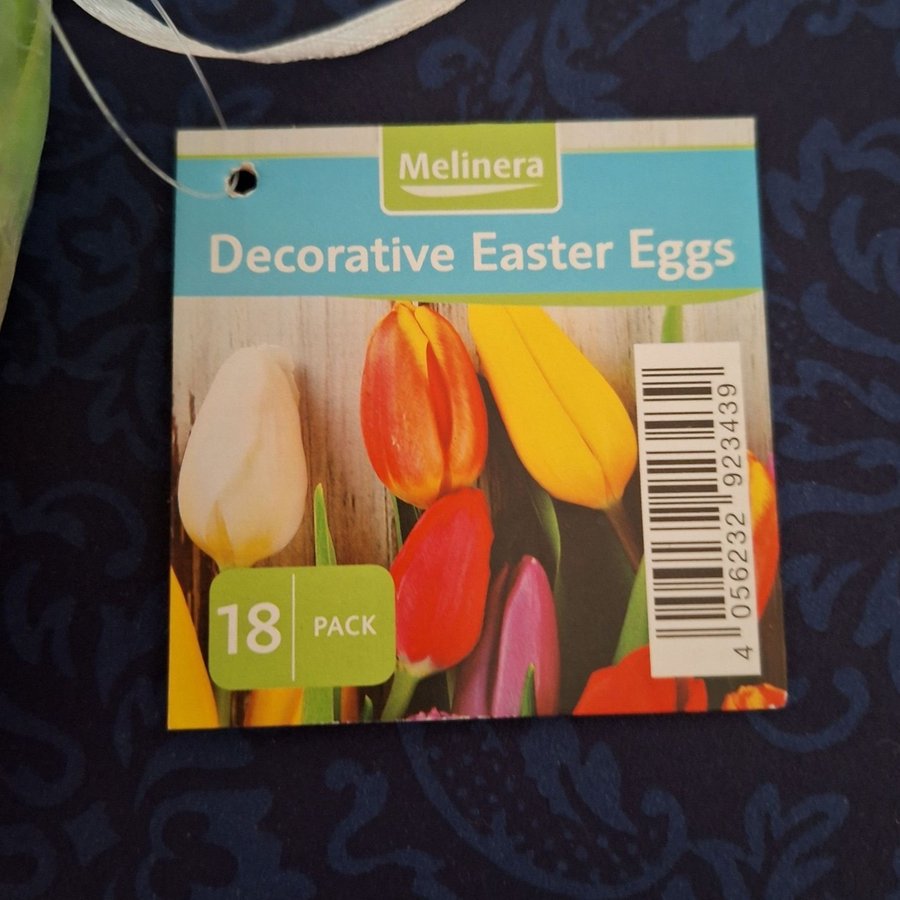 Melinera
Decorative Easter Eggs
18 PACK
4 056232 923439